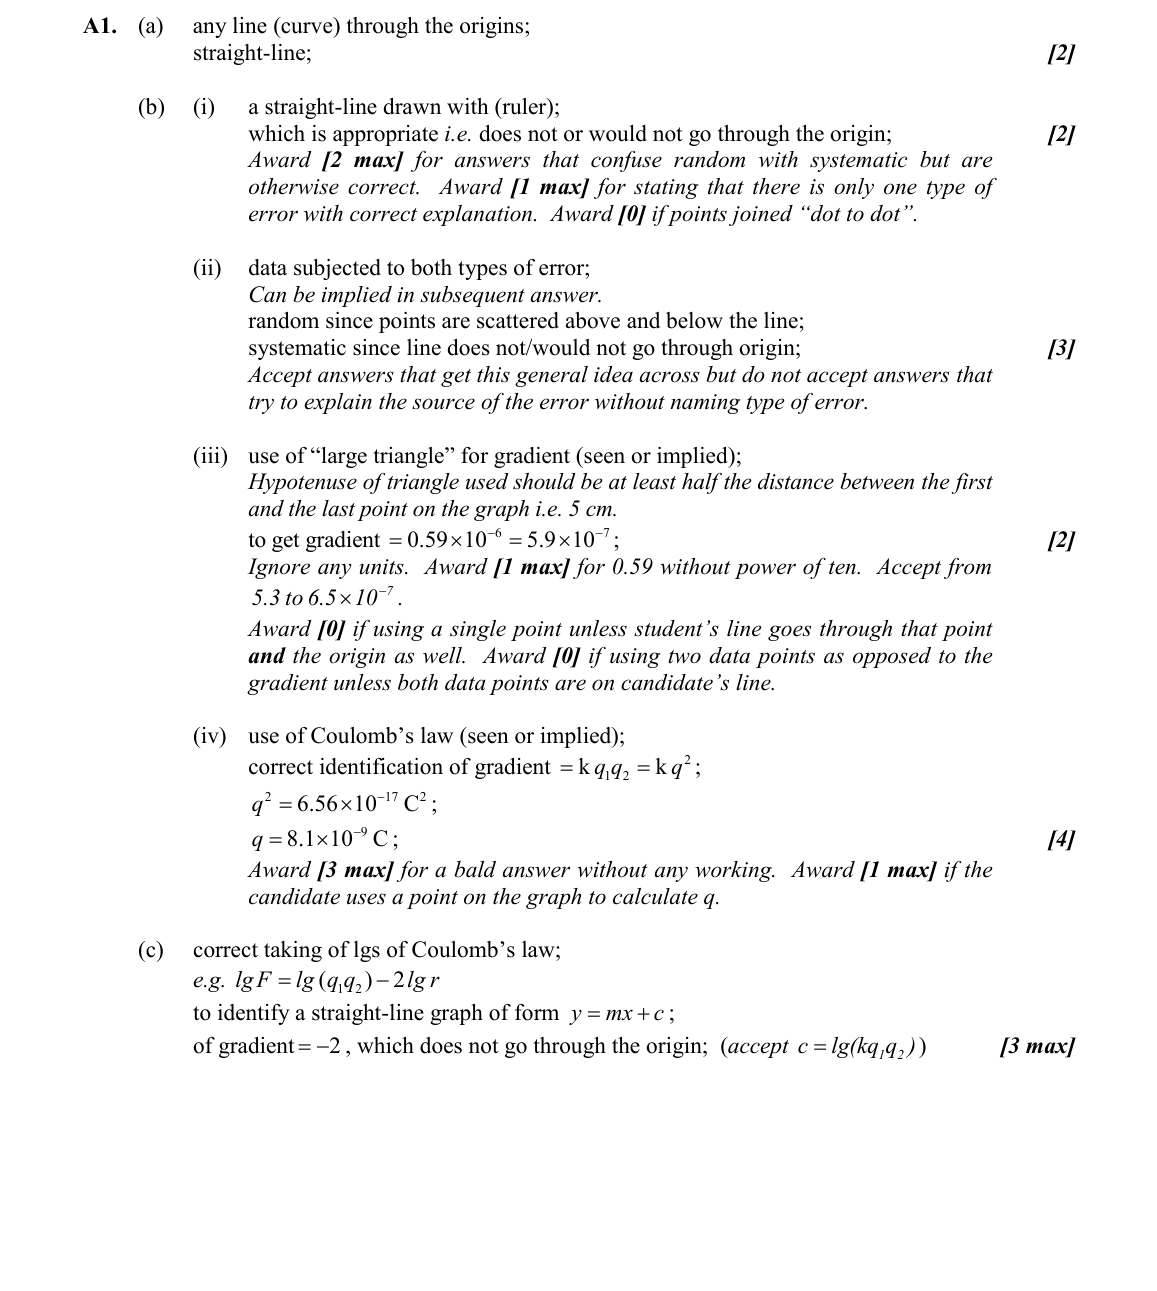 A1. (a) any line (curve) through the origins;
straight-line; [2]
(b) (i) a straight-line drawn with (ruler);
which is appropriate i.e. does not or would not go through the origin; [2]
Award [2 max] for answers that confuse random with systematic but are
otherwise correct. Award [1 max] for stating that there is only one type of
error with correct explanation. Award [0] if points joined “dot to dot”.
(ii) data subjected to both types of error;
Can be implied in subsequent answer.
random since points are scattered above and below the line;
systematic since line does not/would not go through origin; [3]
Accept answers that get this general idea across but do not accept answers that
try to explain the source of the error without naming type of error.
(iii) use of “large triangle” for gradient (seen or implied);
Hypotenuse of triangle used should be at least half the distance between the first
and the last point on the graph i.e. 5 cm.
to get gradient = 0.59×10⁻⁶ = 5.9×10⁻⁷; [2]
Ignore any units. Award [1 max] for 0.59 without power of ten. Accept from
5.3 to 6.5×10⁻⁷.
Award [0] if using a single point unless student’s line goes through that point
and the origin as well. Award [0] if using two data points as opposed to the
gradient unless both data points are on candidate’s line.
(iv) use of Coulomb’s law (seen or implied);
correct identification of gradient = k q₁q₂ = k q²;
q² = 6.56×10⁻¹⁷ C²;
q = 8.1×10⁻⁹ C; [4]
Award [3 max] for a bald answer without any working. Award [1 max] if the
candidate uses a point on the graph to calculate q.
(c) correct taking of lgs of Coulomb’s law;
e.g. lg F = lg (q₁q₂) − 2 lg r
to identify a straight-line graph of form y = mx + c;
of gradient = −2, which does not go through the origin; (accept c = lg(kq₁q₂)) [3 max]